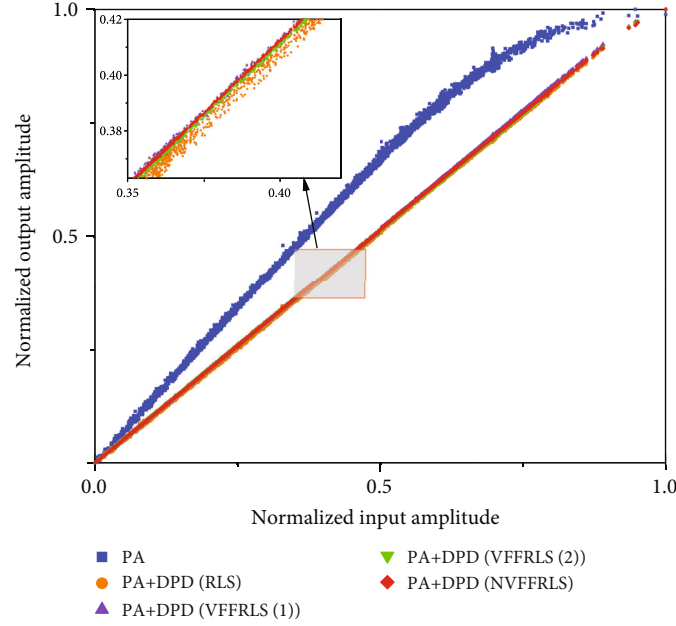 1.0
0.42
0.40
0.38
0.35
0.40
0.5
0.0
0.5
1.0
Normalized output amplitude
Normalized input amplitude
PA
PA+DPD (RLS)
PA+DPD (VFFRLS (1))
PA+DPD (VFFRLS (2))
PA+DPD (NVFFRLS)